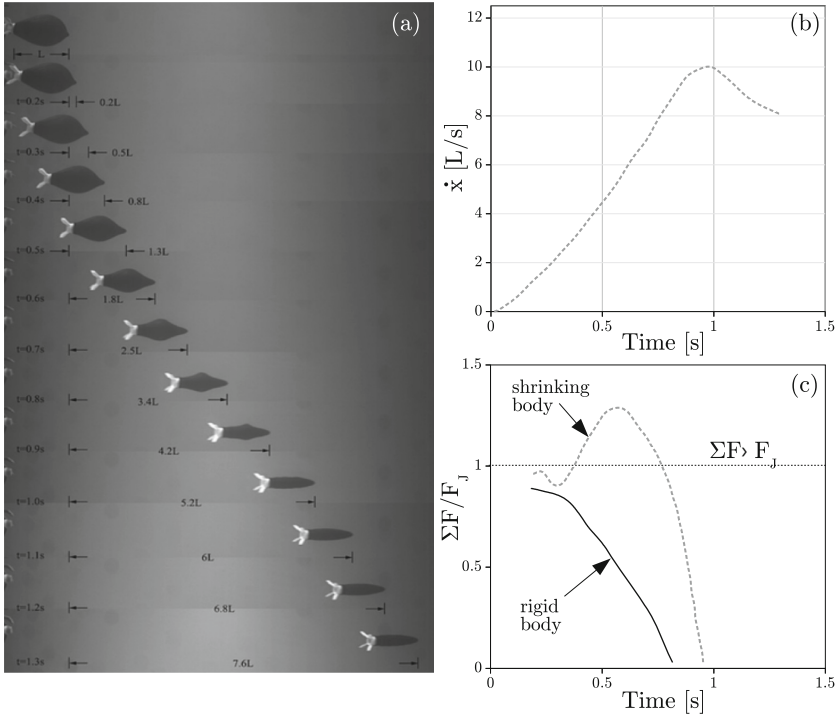 (a)
L
t=0.2s 0.2L
t=0.3s 0.5L
t=0.4s 0.8L
t=0.5s 1.3L
t=0.6s 1.8L
t=0.7s 2.5L
t=0.8s 3.4L
t=0.9s 4.2L
t=1.0s 5.2L
t=1.1s 6L
t=1.2s 6.8L
t=1.3s 7.6L
(b)
ẋ [L/s]
12
10
8
6
4
2
0
0 0.5 1 1.5
Time [s]
(c)
ΣF/F_J
1.5
1
0.5
0
shrinking
body
ΣF› F_J
rigid
body
0 0.5 1 1.5
Time [s]